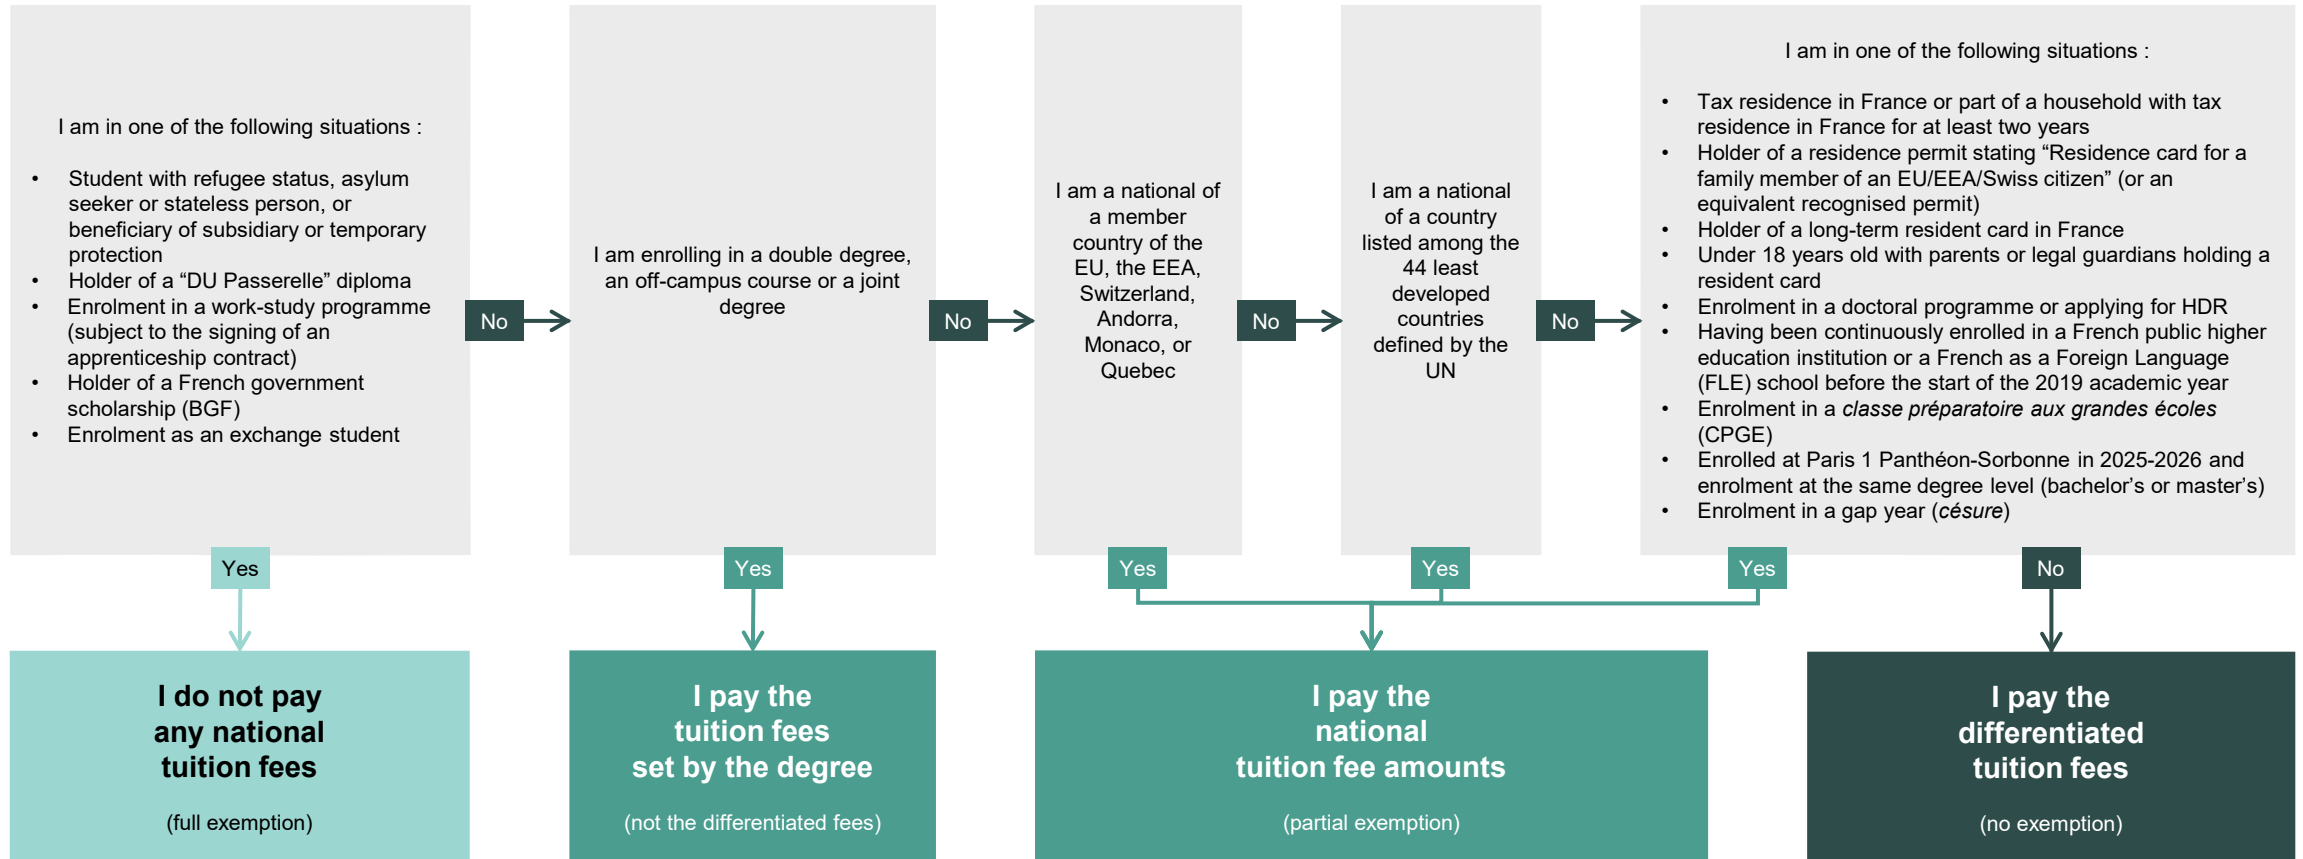 I am in one of the following situations :
• Student with refugee status, asylum
seeker or stateless person, or
beneficiary of subsidiary or temporary
protection
• Holder of a “DU Passerelle” diploma
• Enrolment in a work-study programme
(subject to the signing of an
apprenticeship contract)
• Holder of a French government
scholarship (BGF)
• Enrolment as an exchange student
No
I am enrolling in a double degree,
an off-campus course or a joint
degree
No
I am a national of
a member
country of the
EU, the EEA,
Switzerland,
Andorra,
Monaco, or
Quebec
No
I am a national
of a country
listed among the
44 least
developed
countries
defined by the
UN
No
I am in one of the following situations :
• Tax residence in France or part of a household with tax
residence in France for at least two years
• Holder of a residence permit stating “Residence card for a
family member of an EU/EEA/Swiss citizen” (or an
equivalent recognised permit)
• Holder of a long-term resident card in France
• Under 18 years old with parents or legal guardians holding a
resident card
• Enrolment in a doctoral programme or applying for HDR
• Having been continuously enrolled in a French public higher
education institution or a French as a Foreign Language
(FLE) school before the start of the 2019 academic year
• Enrolment in a classe préparatoire aux grandes écoles
(CPGE)
• Enrolled at Paris 1 Panthéon-Sorbonne in 2025-2026 and
enrolment at the same degree level (bachelor’s or master’s)
• Enrolment in a gap year (césure)
Yes
Yes
Yes
Yes
Yes
No
I do not pay
any national
tuition fees
(full exemption)
I pay the
tuition fees
set by the degree
(not the differentiated fees)
I pay the
national
tuition fee amounts
(partial exemption)
I pay the
differentiated
tuition fees
(no exemption)